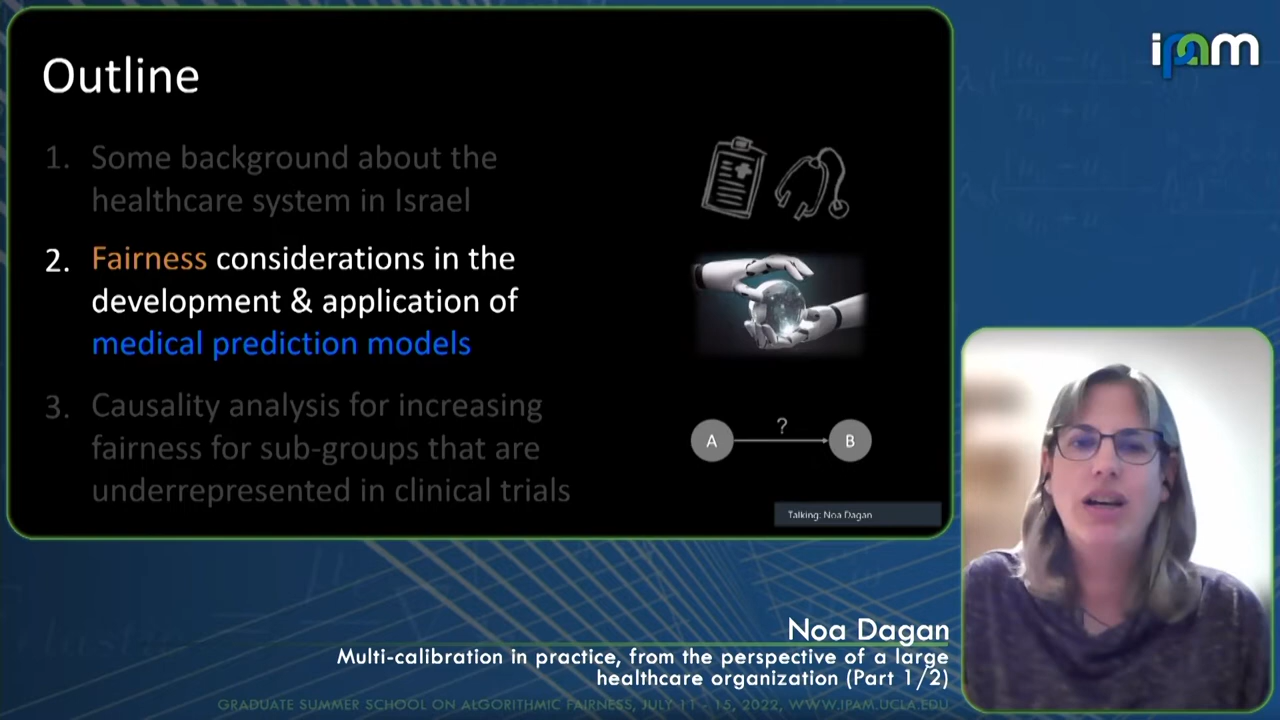 ipam
Outline
1. Some background about the
healthcare system in Israel
2. Fairness considerations in the
development & application of
medical prediction models
3. Causality analysis for increasing
fairness for sub-groups that are
underrepresented in clinical trials
A
?
B
Talking: Noa Dagan
Noa Dagan
Multi-calibration in practice, from the perspective of a large
healthcare organization (Part 1/2)
GRADUATE SUMMER SCHOOL ON ALGORITHMIC FAIRNESS, JULY 11 - 15, 2022, WWW.IPAM.UCLA.EDU